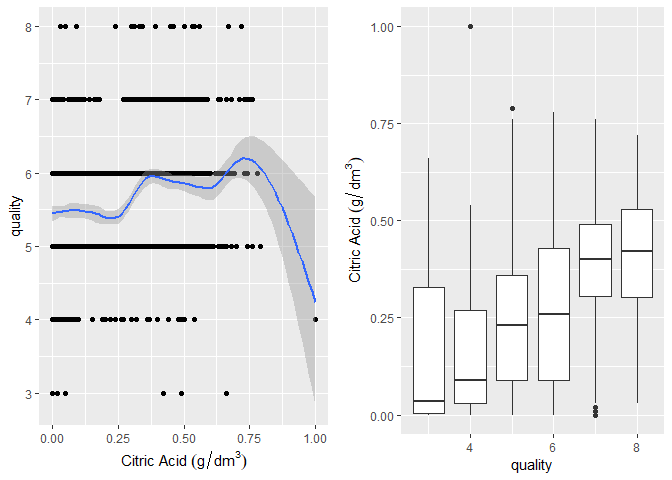 8
7
6
5
4
3
quality
0.00 0.25 0.50 0.75 1.00
Citric Acid (g/dm³)
1.00
0.75
0.50
0.25
0.00
Citric Acid (g/dm³)
4 6 8
quality